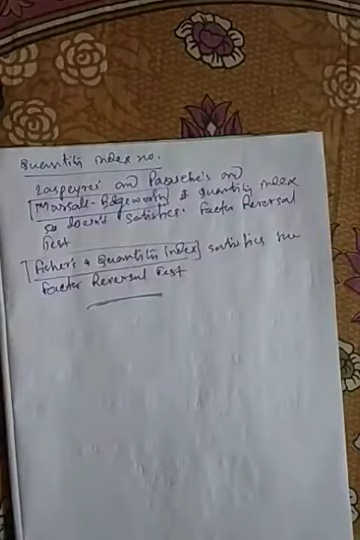 Quantity index no.
Laspeyres' and Paasche's and
Marsall-Edgeworth & quantity index
so doesn't satisfies. Factor Reversal
Test
Fisher's & Quantity Index satisfies the
Factor Reversal Test